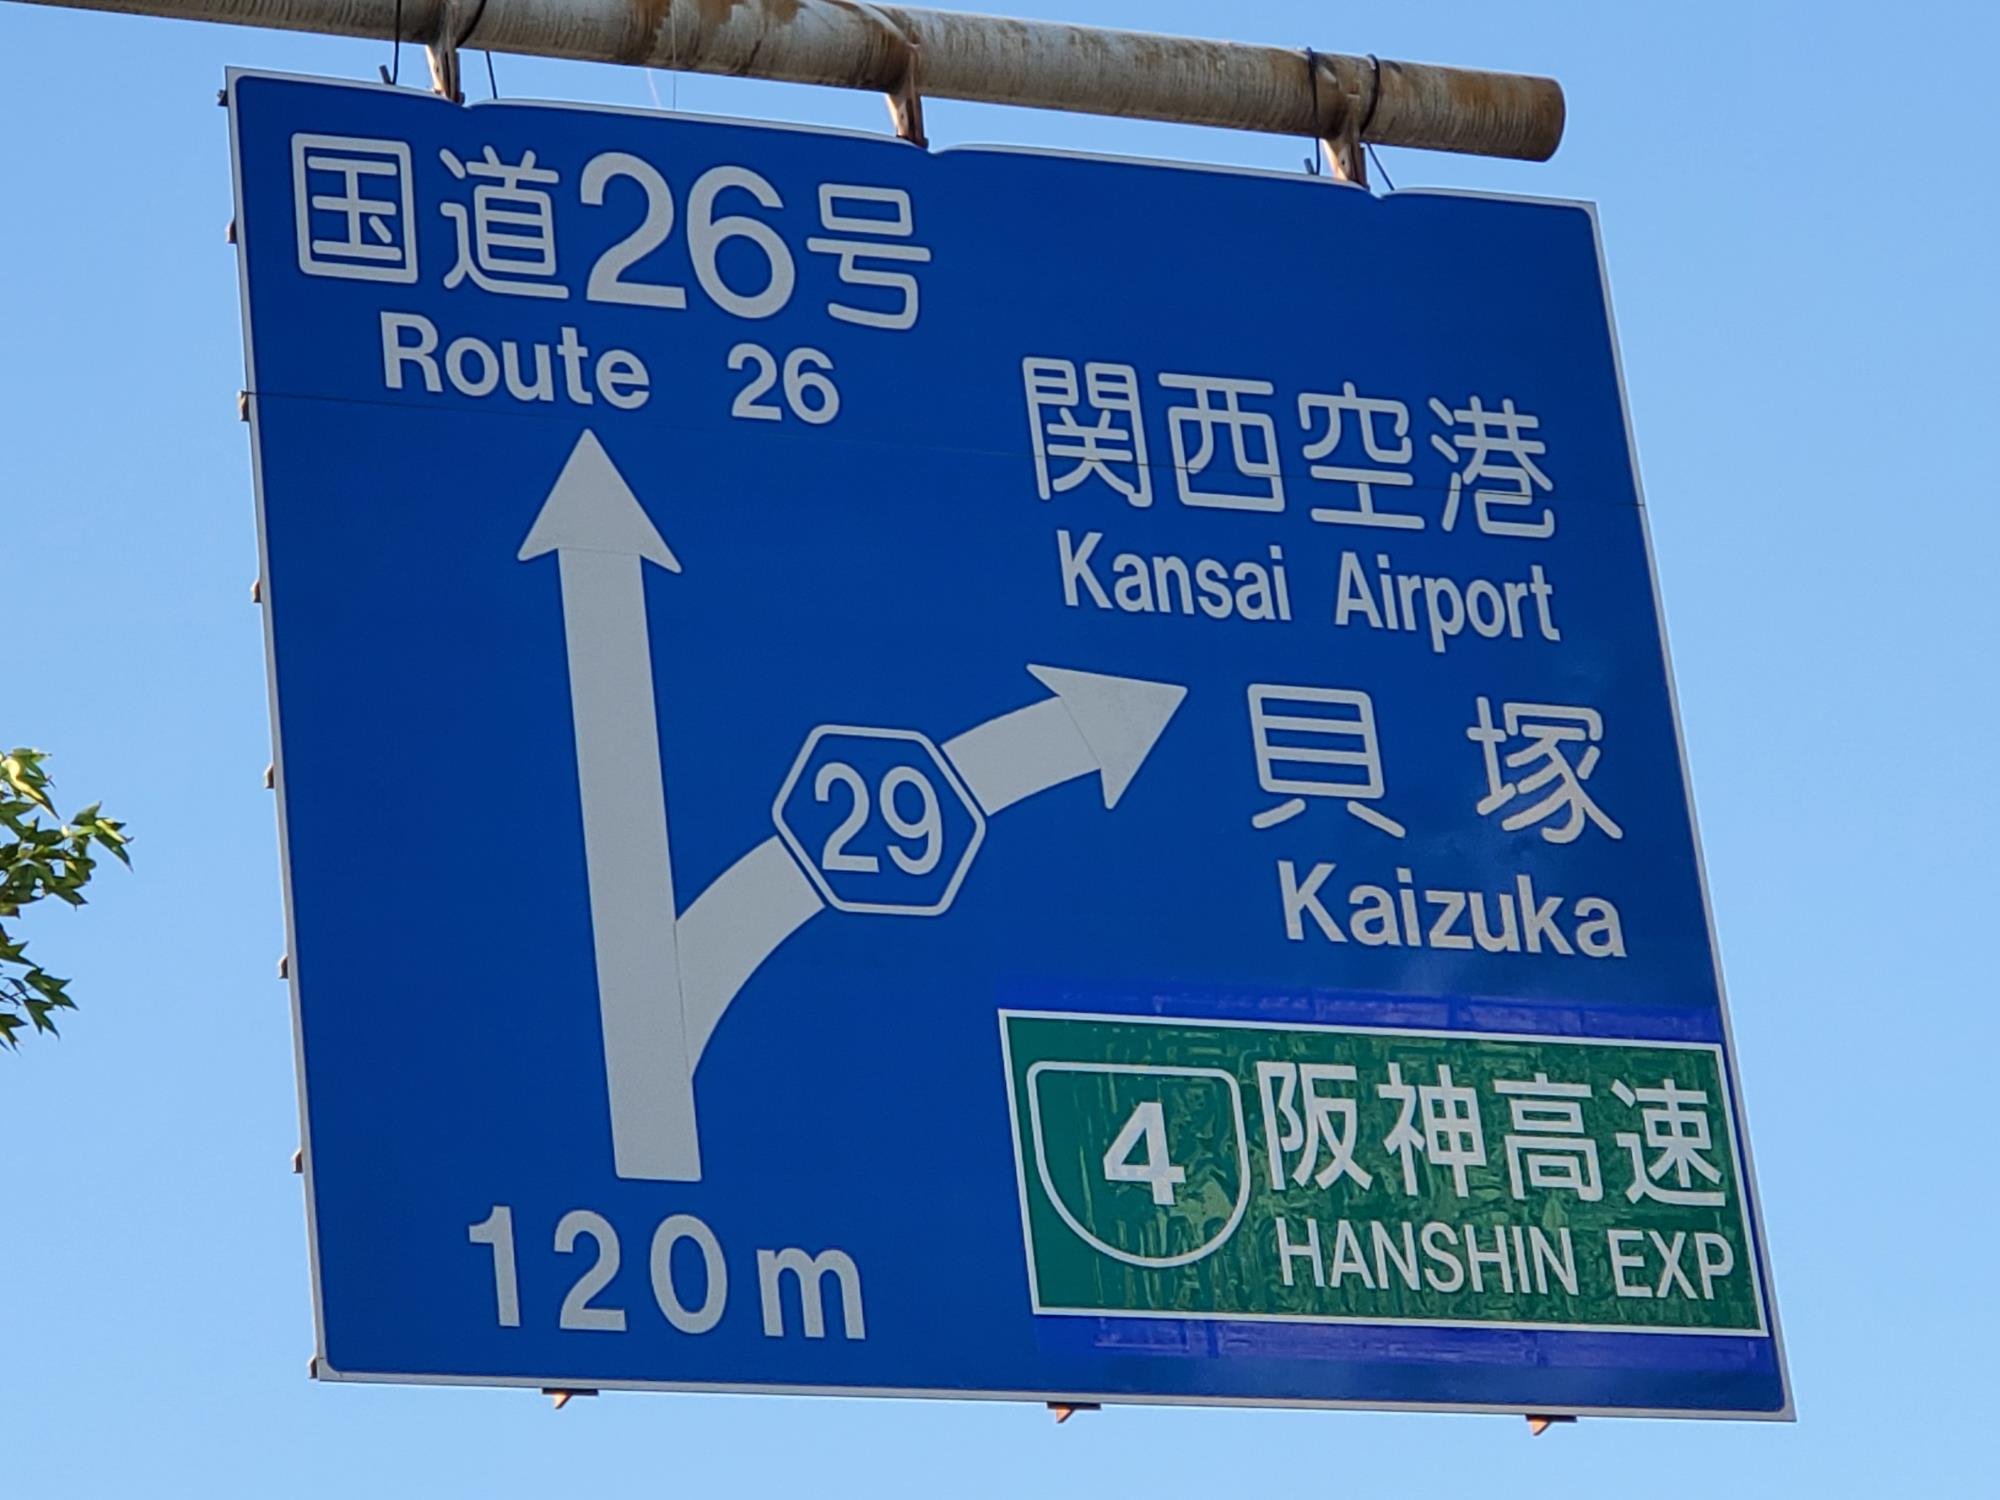 国道26号
Route 26
関西空港
Kansai Airport
29
貝塚
Kaizuka
4 阪神高速
HANSHIN EXP
120m